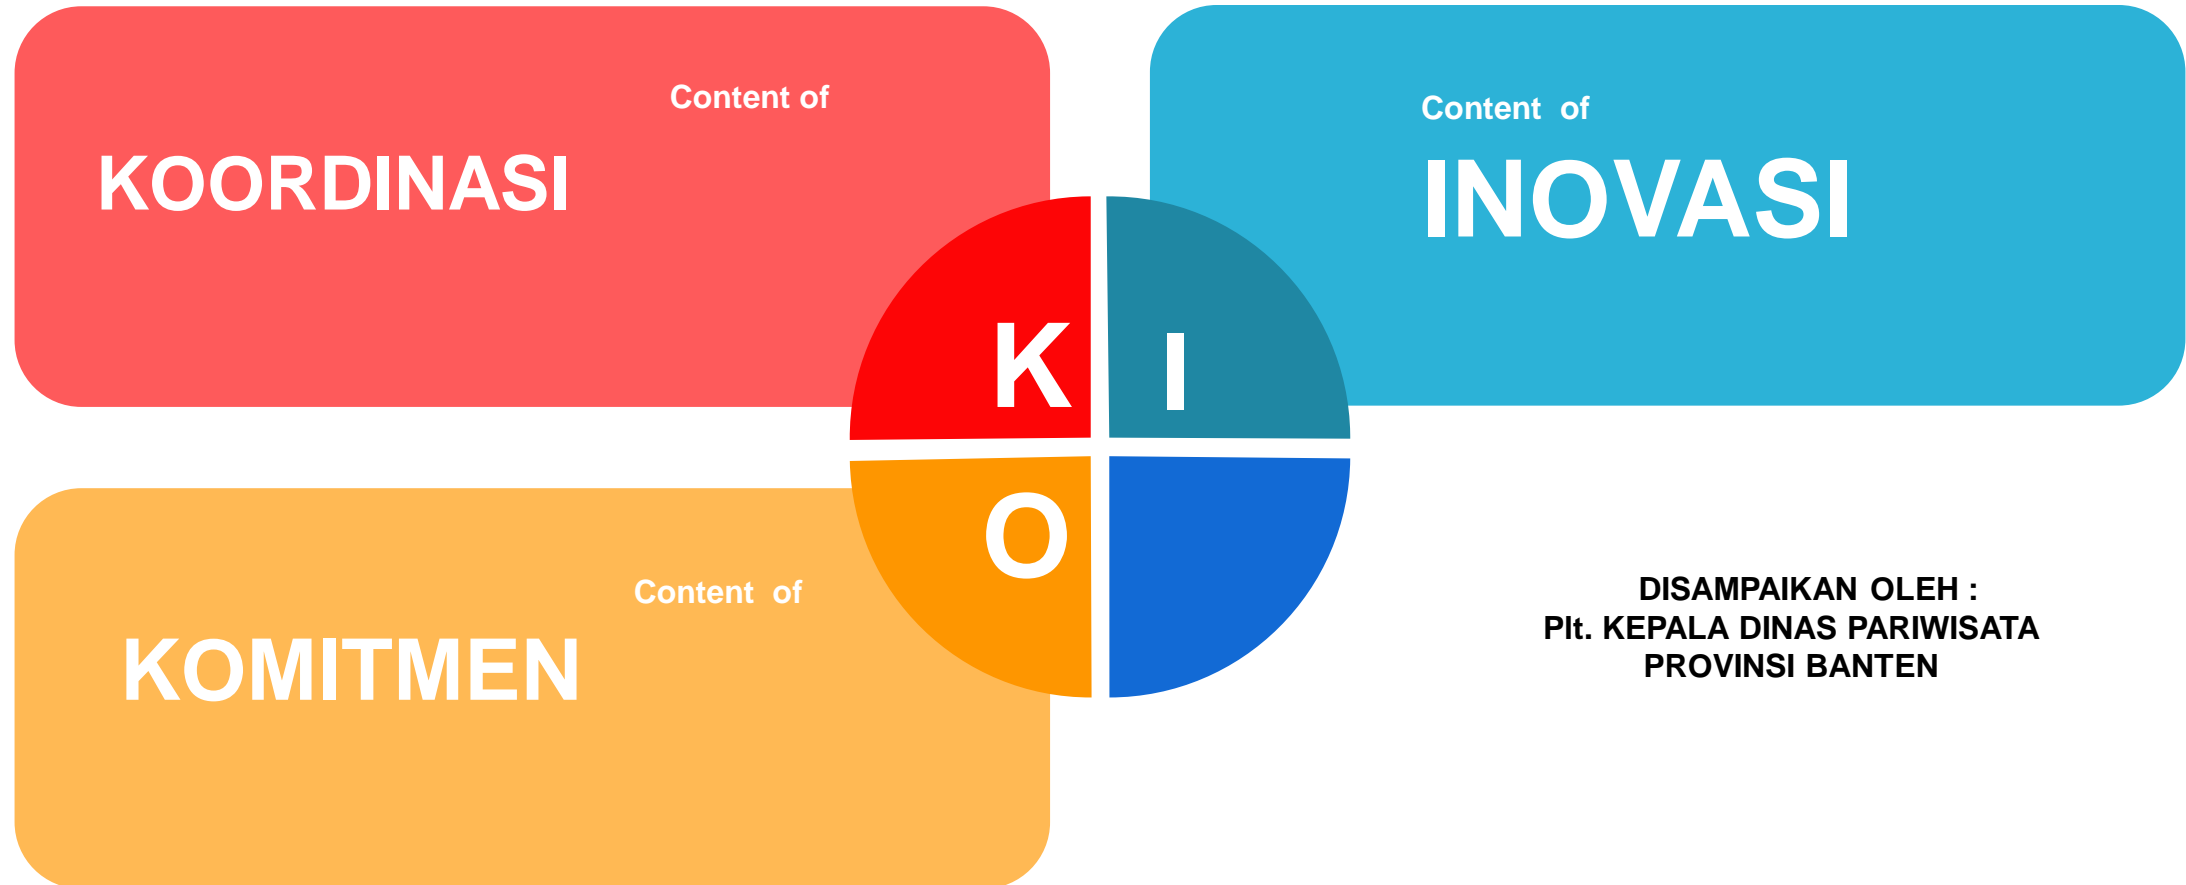 Content of
KOORDINASI
Content of
INOVASI
K
I
O
Content of
KOMITMEN
DISAMPAIKAN OLEH :
Plt. KEPALA DINAS PARIWISATA
PROVINSI BANTEN